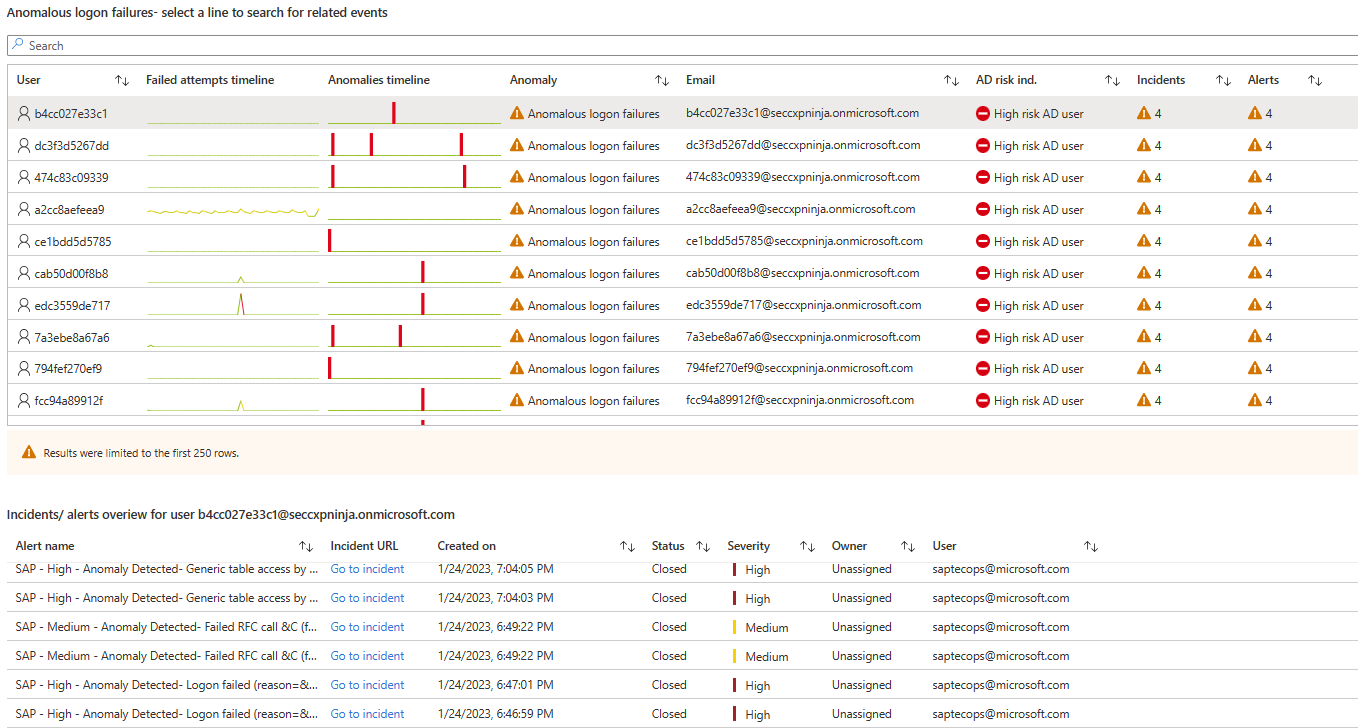 Anomalous logon failures- select a line to search for related events
Search
User Failed attempts timeline Anomalies timeline Anomaly Email AD risk ind. Incidents Alerts
b4cc027e33c1 Anomalous logon failures b4cc027e33c1@seccxpninja.onmicrosoft.com High risk AD user 4 4
dc3f3d5267dd Anomalous logon failures dc3f3d5267dd@seccxpninja.onmicrosoft.com High risk AD user 4 4
474c83c09339 Anomalous logon failures 474c83c09339@seccxpninja.onmicrosoft.com High risk AD user 4 4
a2cc8aefeea9 Anomalous logon failures a2cc8aefeea9@seccxpninja.onmicrosoft.com High risk AD user 4 4
ce1bdd5d5785 Anomalous logon failures ce1bdd5d5785@seccxpninja.onmicrosoft.com High risk AD user 4 4
cab50d00f8b8 Anomalous logon failures cab50d00f8b8@seccxpninja.onmicrosoft.com High risk AD user 4 4
edc3559de717 Anomalous logon failures edc3559de717@seccxpninja.onmicrosoft.com High risk AD user 4 4
7a3ebe8a67a6 Anomalous logon failures 7a3ebe8a67a6@seccxpninja.onmicrosoft.com High risk AD user 4 4
794fef270ef9 Anomalous logon failures 794fef270ef9@seccxpninja.onmicrosoft.com High risk AD user 4 4
fcc94a89912f Anomalous logon failures fcc94a89912f@seccxpninja.onmicrosoft.com High risk AD user 4 4
Results were limited to the first 250 rows.
Incidents/ alerts overiew for user b4cc027e33c1@seccxpninja.onmicrosoft.com
Alert name Incident URL Created on Status Severity Owner User
SAP - High - Anomaly Detected- Generic table access by ... Go to incident 1/24/2023, 7:04:05 PM Closed High Unassigned saptecops@microsoft.com
SAP - High - Anomaly Detected- Generic table access by ... Go to incident 1/24/2023, 7:04:03 PM Closed High Unassigned saptecops@microsoft.com
SAP - Medium - Anomaly Detected- Failed RFC call &C (f... Go to incident 1/24/2023, 6:49:22 PM Closed Medium Unassigned saptecops@microsoft.com
SAP - Medium - Anomaly Detected- Failed RFC call &C (f... Go to incident 1/24/2023, 6:49:22 PM Closed Medium Unassigned saptecops@microsoft.com
SAP - High - Anomaly Detected- Logon failed (reason=&... Go to incident 1/24/2023, 6:47:01 PM Closed High Unassigned saptecops@microsoft.com
SAP - High - Anomaly Detected- Logon failed (reason=&... Go to incident 1/24/2023, 6:46:59 PM Closed High Unassigned saptecops@microsoft.com